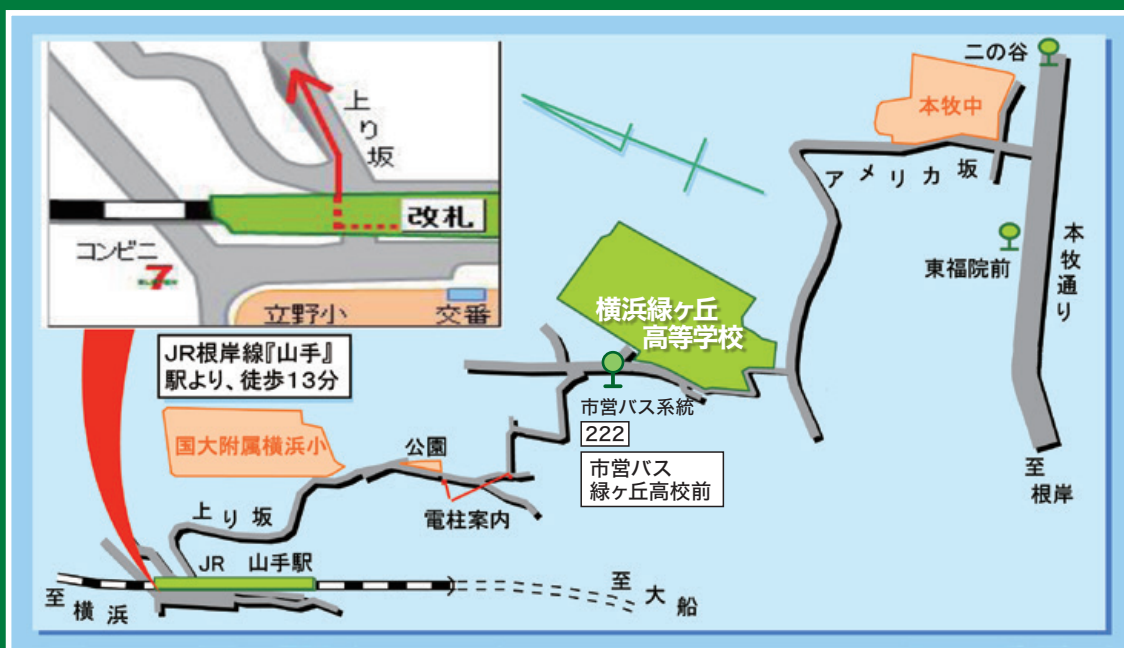 上り坂
改札
コンビニ
7
立野小
交番
JR根岸線『山手』
駅より、徒歩13分
二の谷
本牧中
アメリカ坂
東福院前
本牧通り
横浜緑ヶ丘
高等学校
市営バス系統
222
市営バス
緑ヶ丘高校前
至
根岸
国大附属横浜小
公園
電柱案内
上り坂
JR 山手駅
至横浜
至大船